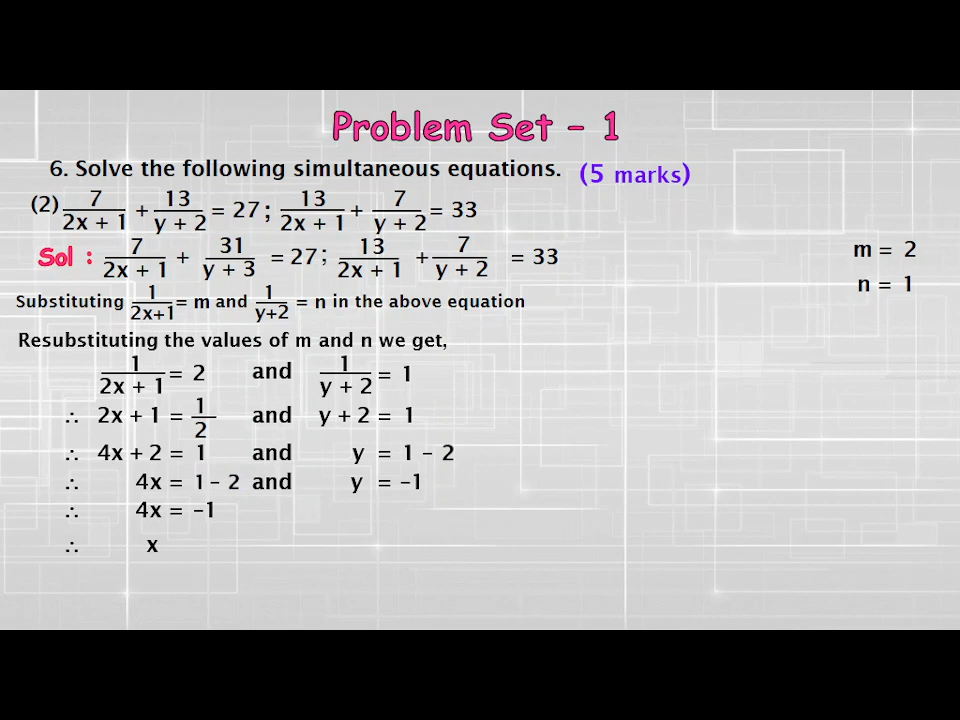 Problem Set – 1
6. Solve the following simultaneous equations. (5 marks)
(2) 7/(2x + 1) + 13/(y + 2) = 27 ; 13/(2x + 1) + 7/(y + 2) = 33
Sol : 7/(2x + 1) + 31/(y + 3) = 27 ; 13/(2x + 1) + 7/(y + 2) = 33
m = 2
n = 1
Substituting 1/(2x+1) = m and 1/(y+2) = n in the above equation
Resubstituting the values of m and n we get,
1/(2x + 1) = 2 and 1/(y + 2) = 1
∴ 2x + 1 = 1/2 and y + 2 = 1
∴ 4x + 2 = 1 and y = 1 – 2
∴ 4x = 1 – 2 and y = –1
∴ 4x = –1
∴ x